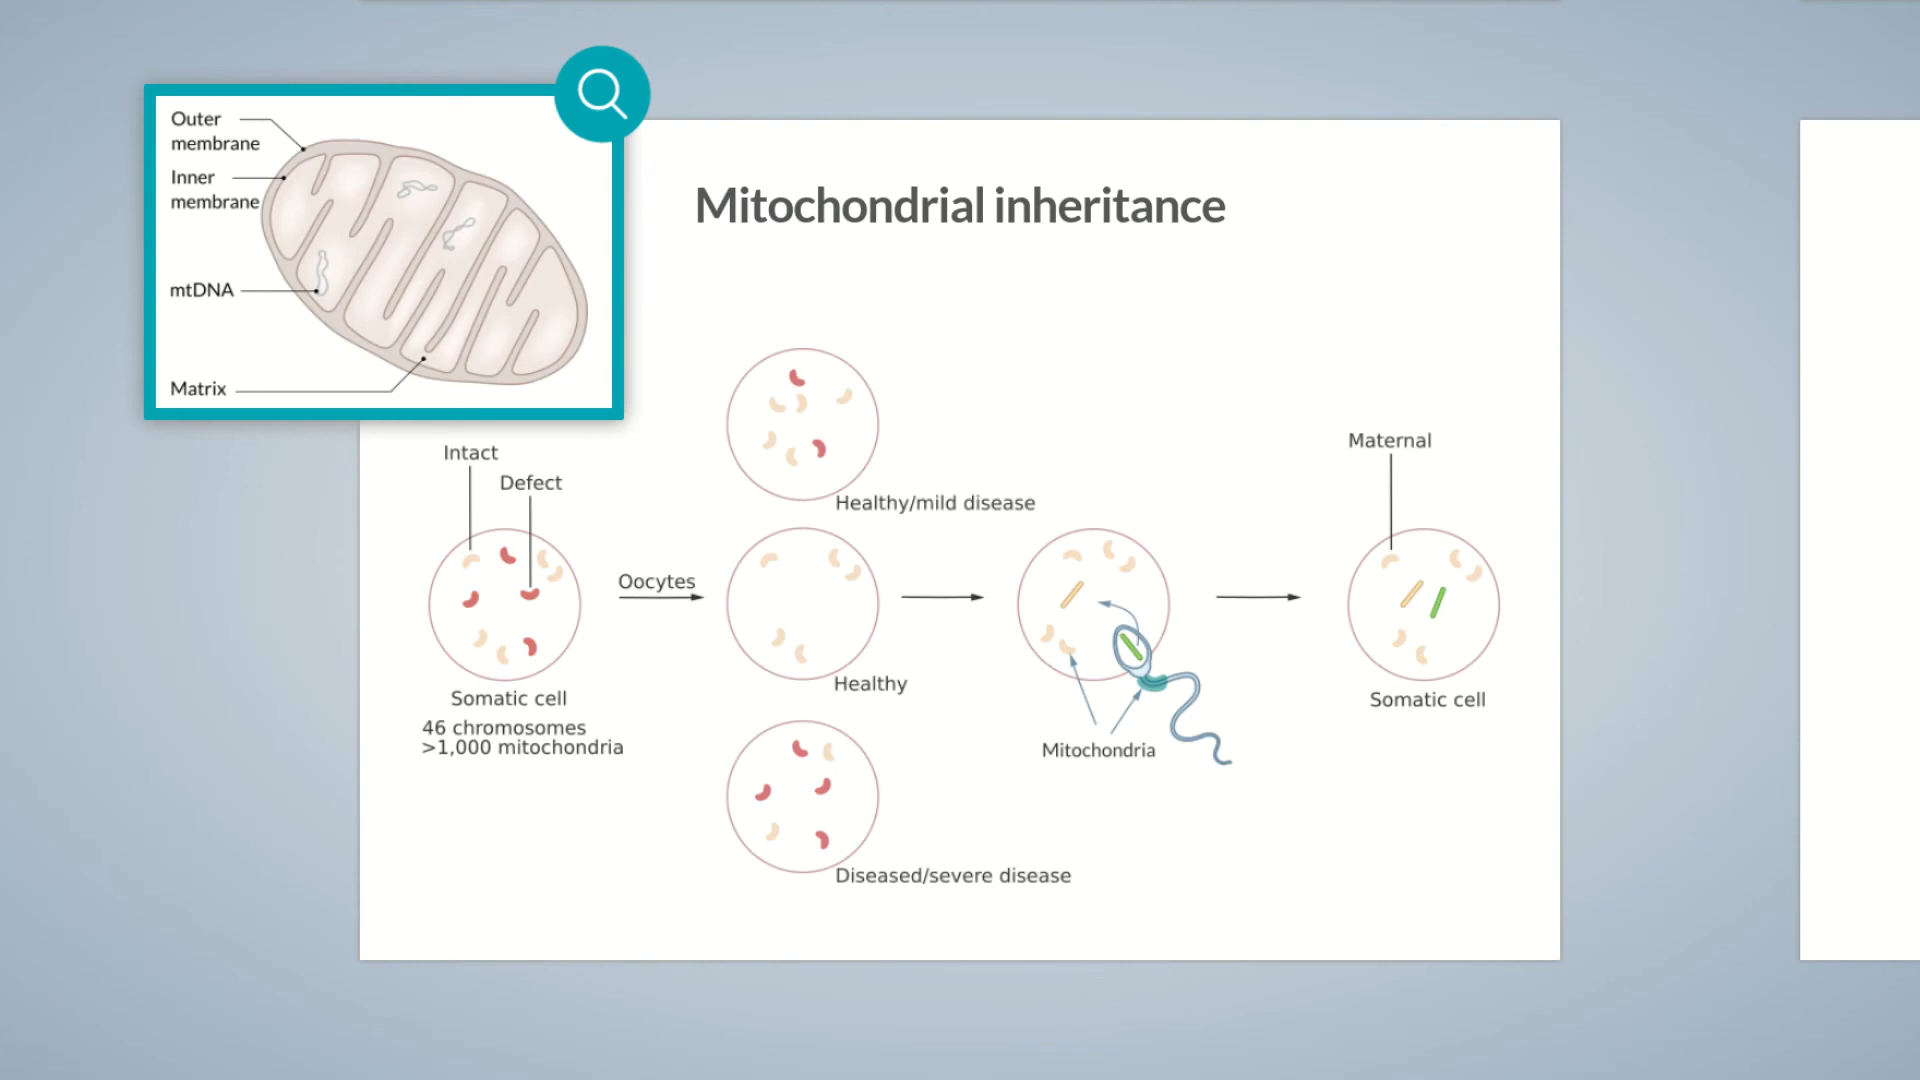 Outer
membrane
Inner
membrane
mtDNA
Matrix
Mitochondrial inheritance
Intact
Defect
Somatic cell
46 chromosomes
>1,000 mitochondria
Oocytes
Healthy/mild disease
Healthy
Diseased/severe disease
Mitochondria
Maternal
Somatic cell